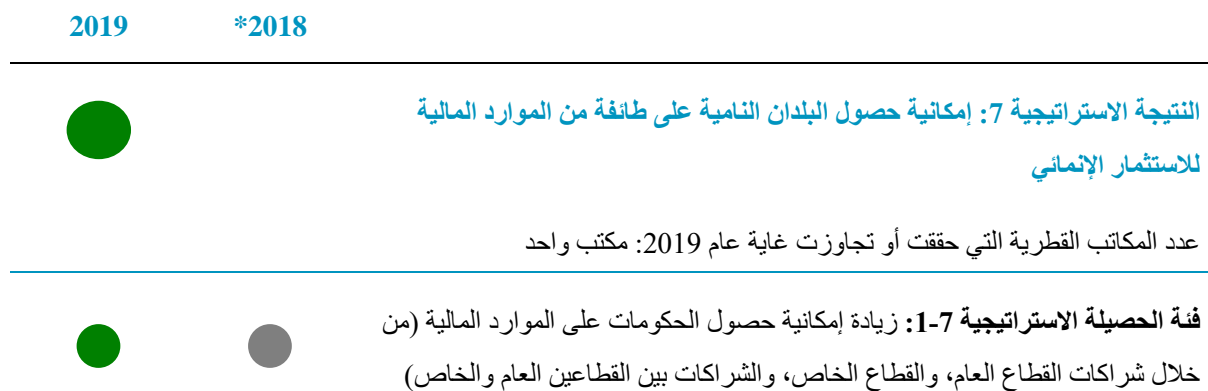 *2018 2019
النتيجة الاستراتيجية 7: إمكانية حصول البلدان النامية على طائفة من الموارد المالية
للاستثمار الإنمائي
عدد المكاتب القطرية التي حققت أو تجاوزت غاية عام 2019: مكتب واحد
فئة الحصيلة الاستراتيجية 7-1: زيادة إمكانية حصول الحكومات على الموارد المالية (من
خلال شراكات القطاع العام، والقطاع الخاص، والشراكات بين القطاعين العام والخاص)